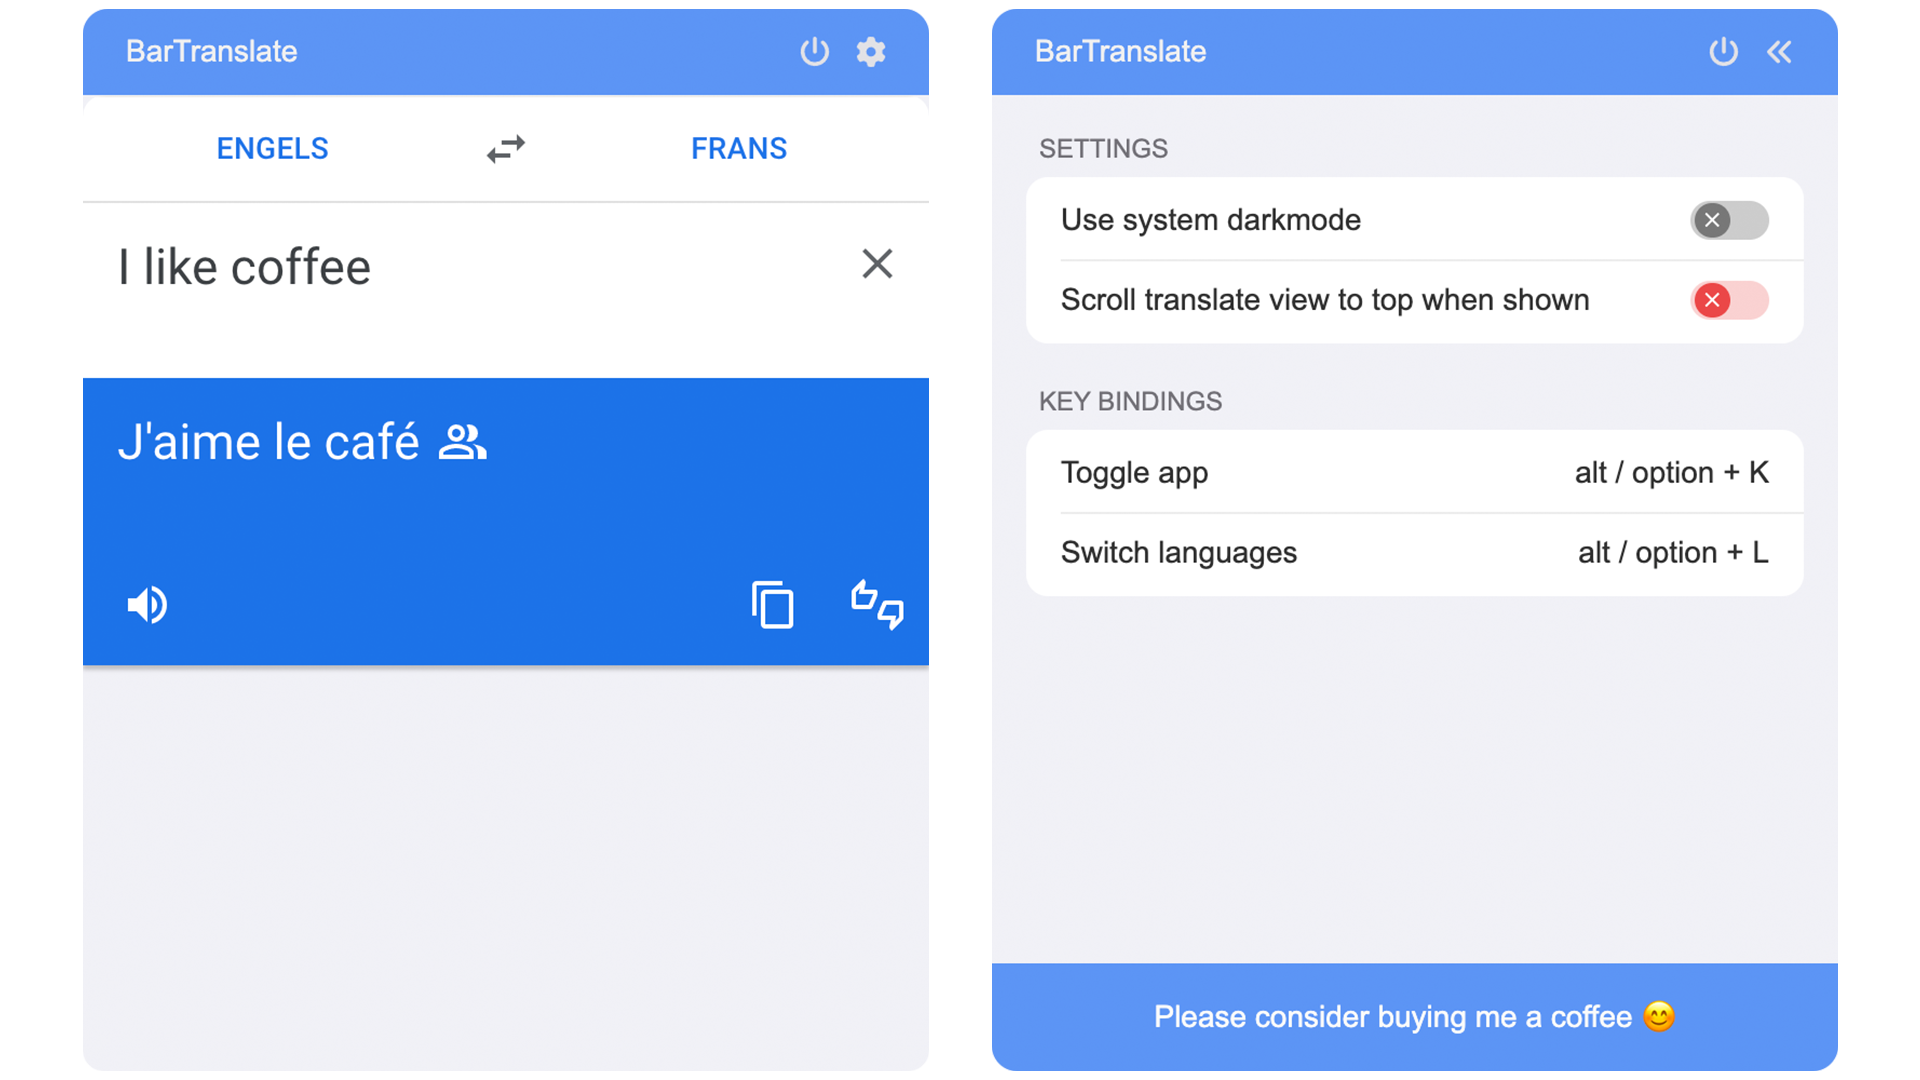 BarTranslate
ENGELS
FRANS
I like coffee
J'aime le café
BarTranslate
SETTINGS
Use system darkmode
Scroll translate view to top when shown
KEY BINDINGS
Toggle app alt / option + K
Switch languages alt / option + L
Please consider buying me a coffee 😊